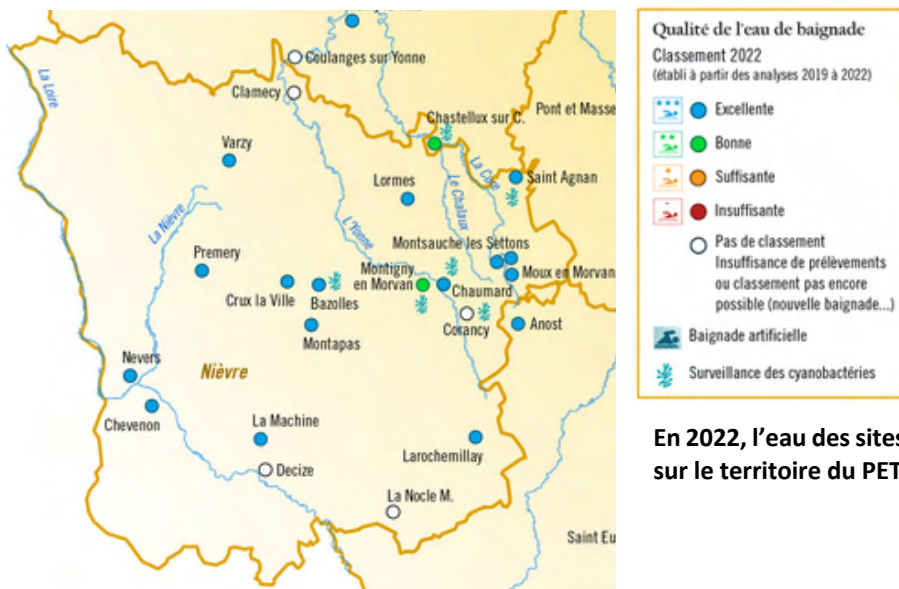 Coulanges sur Yonne
La Loire
Clamecy
Chastellux sur C.
Pont et Masse
Varzy
La Cure
Saint Agnan
Lormes
Le Chalaux
La Nièvre
L'Yonne
Montsauche les Settons
Premery
Montigny
en Morvan
Moux en Morvan
Crux la Ville
Bazolles
Chaumard
Corancy
Anost
Montapas
Nevers
Nièvre
Chevenon
La Machine
Larochemillay
Decize
La Nocle M.
Saint Eu
Qualité de l'eau de baignade
Classement 2022
(établi à partir des analyses 2019 à 2022)
Excellente
Bonne
Suffisante
Insuffisante
Pas de classement
Insuffisance de prélèvements
ou classement pas encore
possible (nouvelle baignade...)
Baignade artificielle
Surveillance des cyanobactéries
En 2022, l'eau des sites
sur le territoire du PET